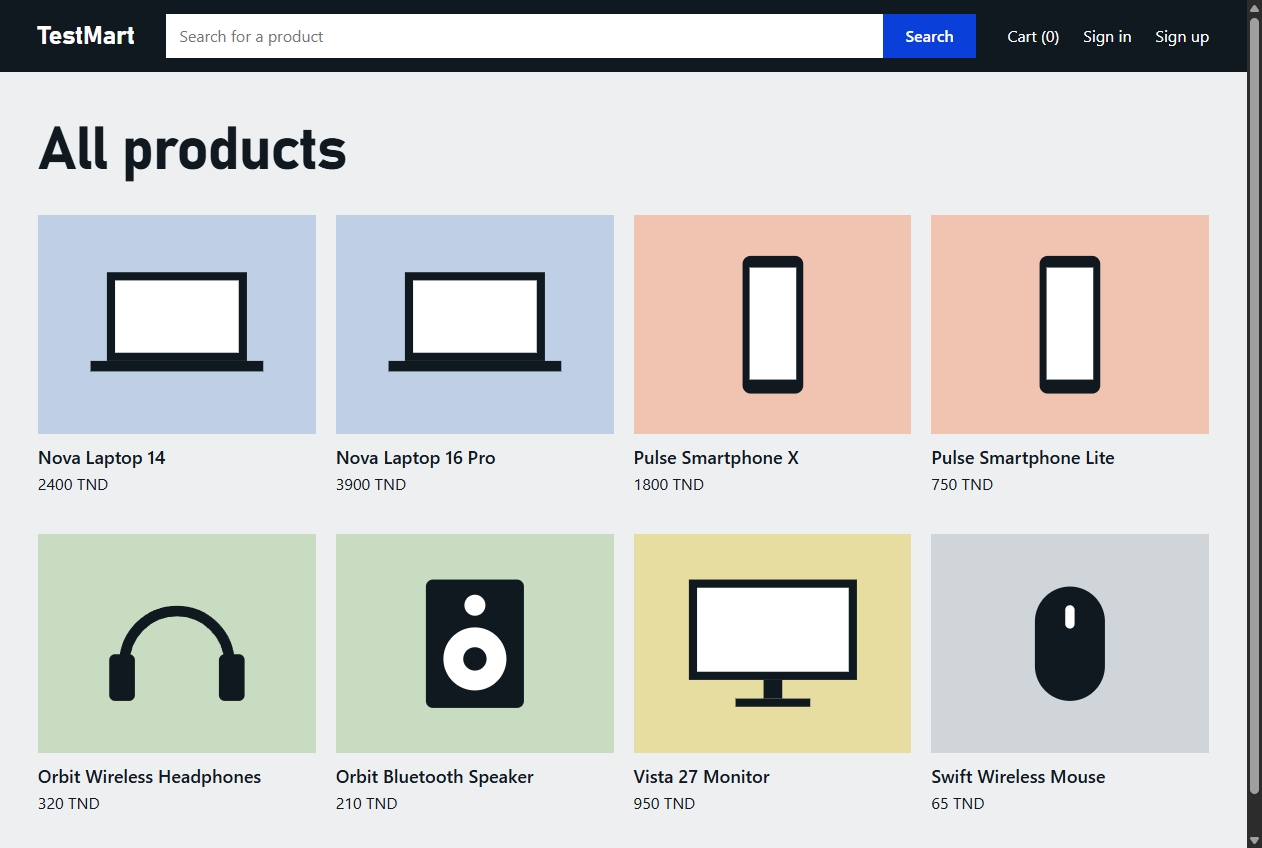 TestMart
Search for a product
Search
Cart (0)
Sign in
Sign up
All products
Nova Laptop 14
2400 TND
Nova Laptop 16 Pro
3900 TND
Pulse Smartphone X
1800 TND
Pulse Smartphone Lite
750 TND
Orbit Wireless Headphones
320 TND
Orbit Bluetooth Speaker
210 TND
Vista 27 Monitor
950 TND
Swift Wireless Mouse
65 TND